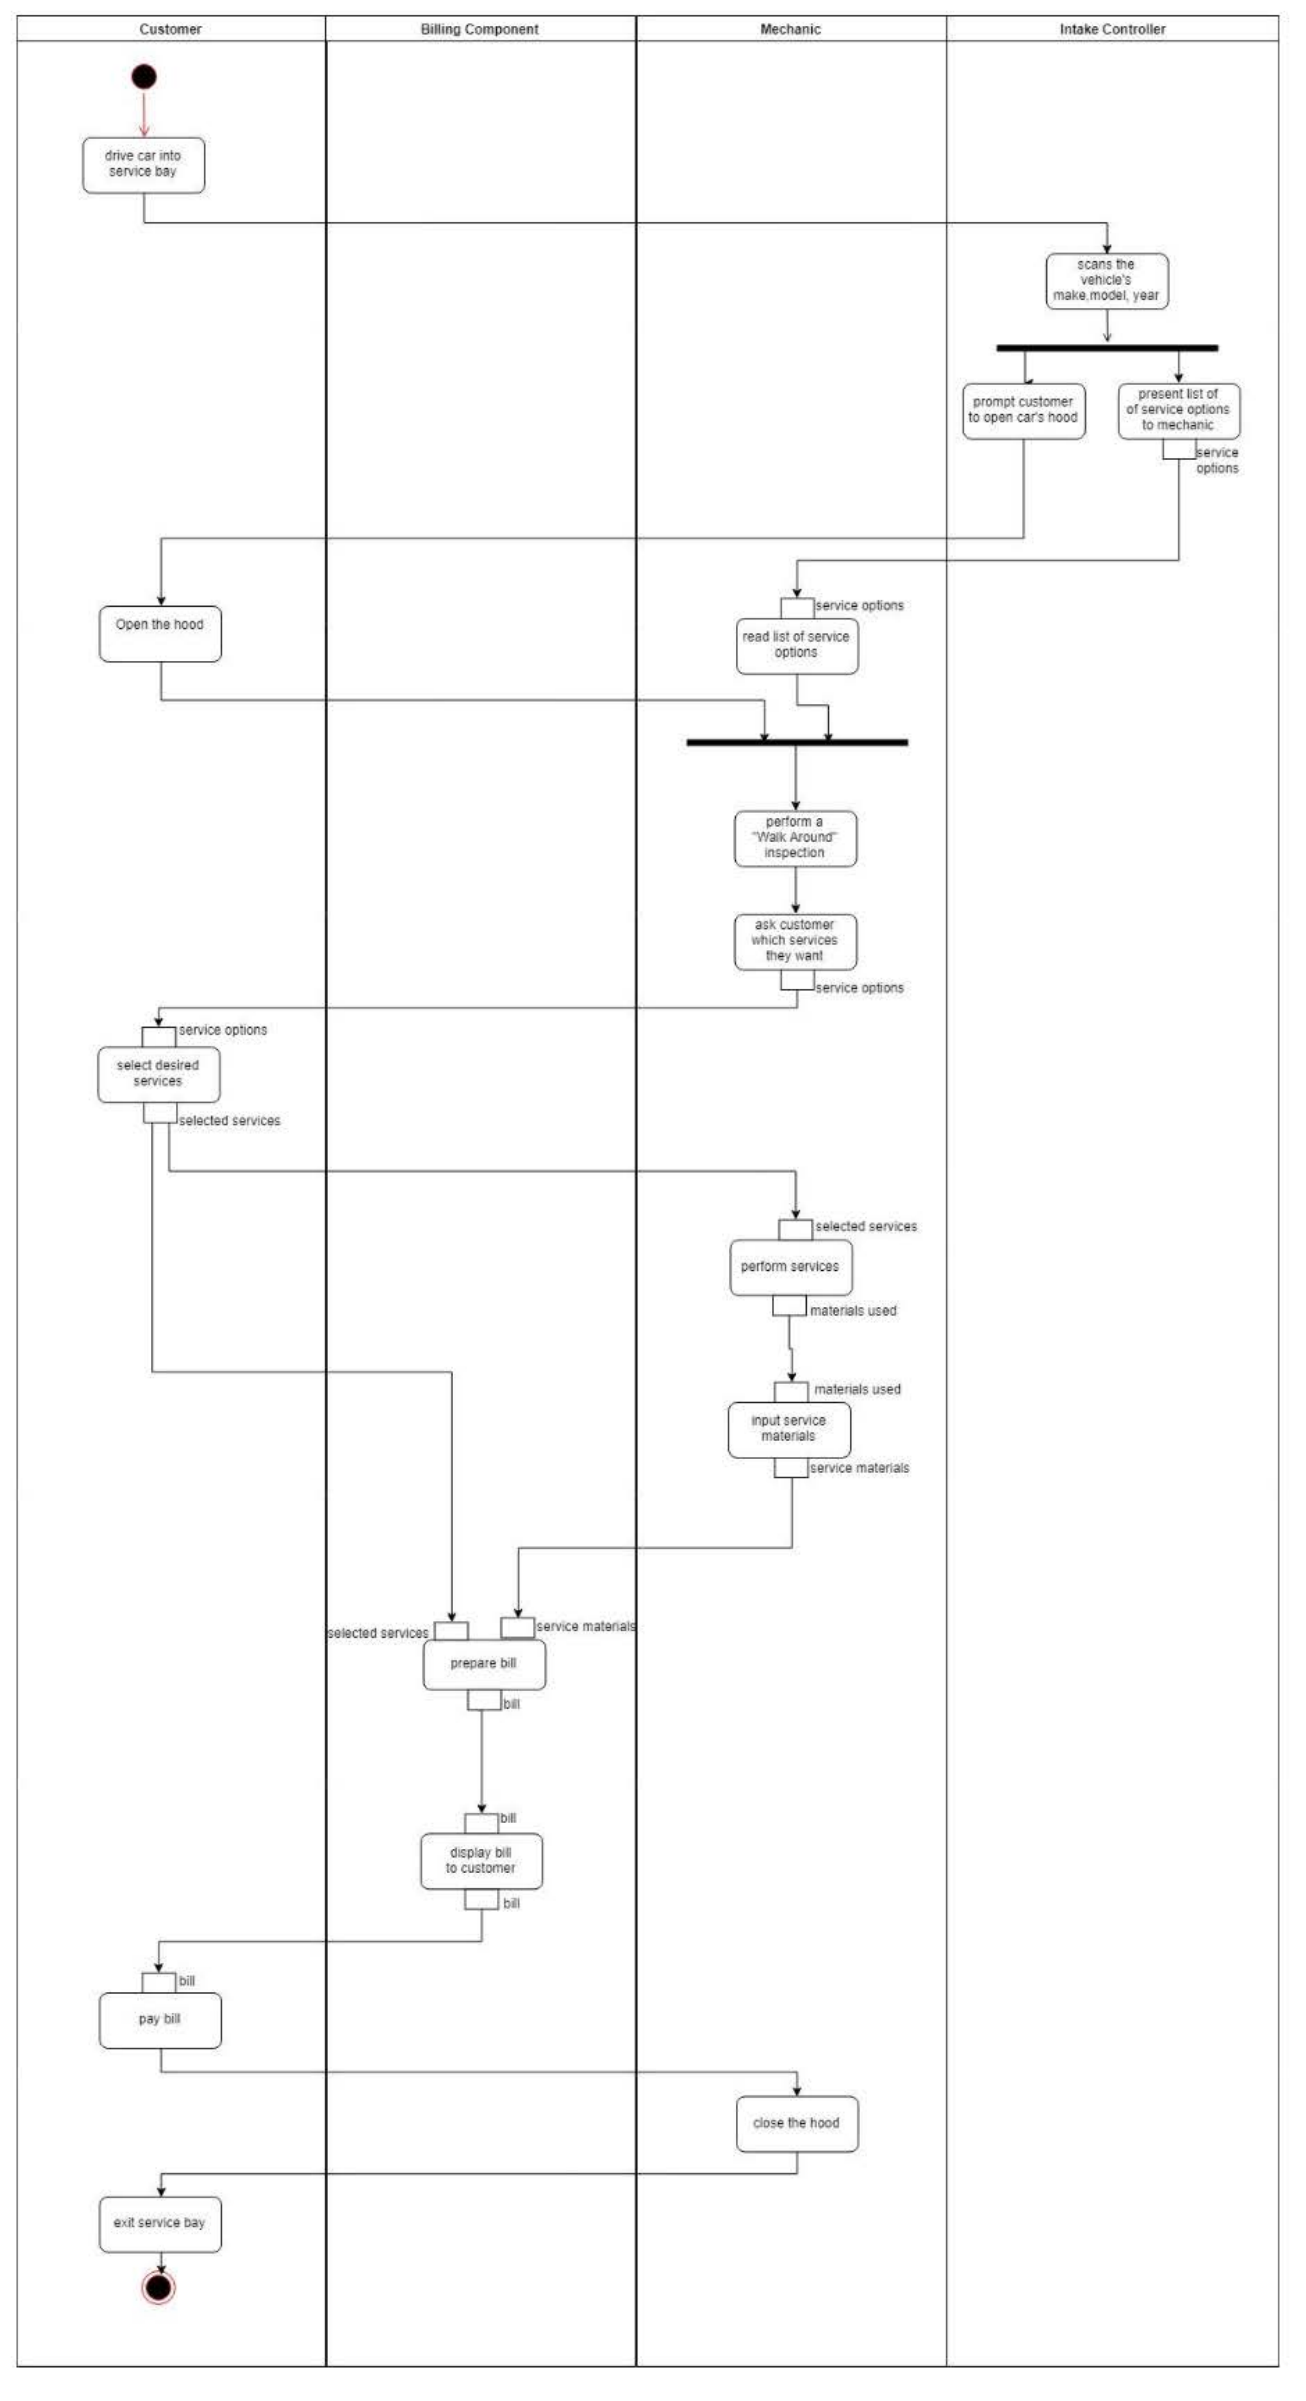 Customer
Billing Component
Mechanic
Intake Controller
drive car into
service bay
scans the
vehicle's
make,model, year
prompt customer
to open car's hood
present list of
of service options
to mechanic
service
options
Open the hood
service options
read list of service
options
perform a
"Walk Around"
inspection
ask customer
which services
they want
service options
service options
select desired
services
selected services
selected services
perform services
materials used
materials used
input service
materials
service materials
selected services
service materials
prepare bill
bill
bill
display bill
to customer
bill
bill
pay bill
close the hood
exit service bay